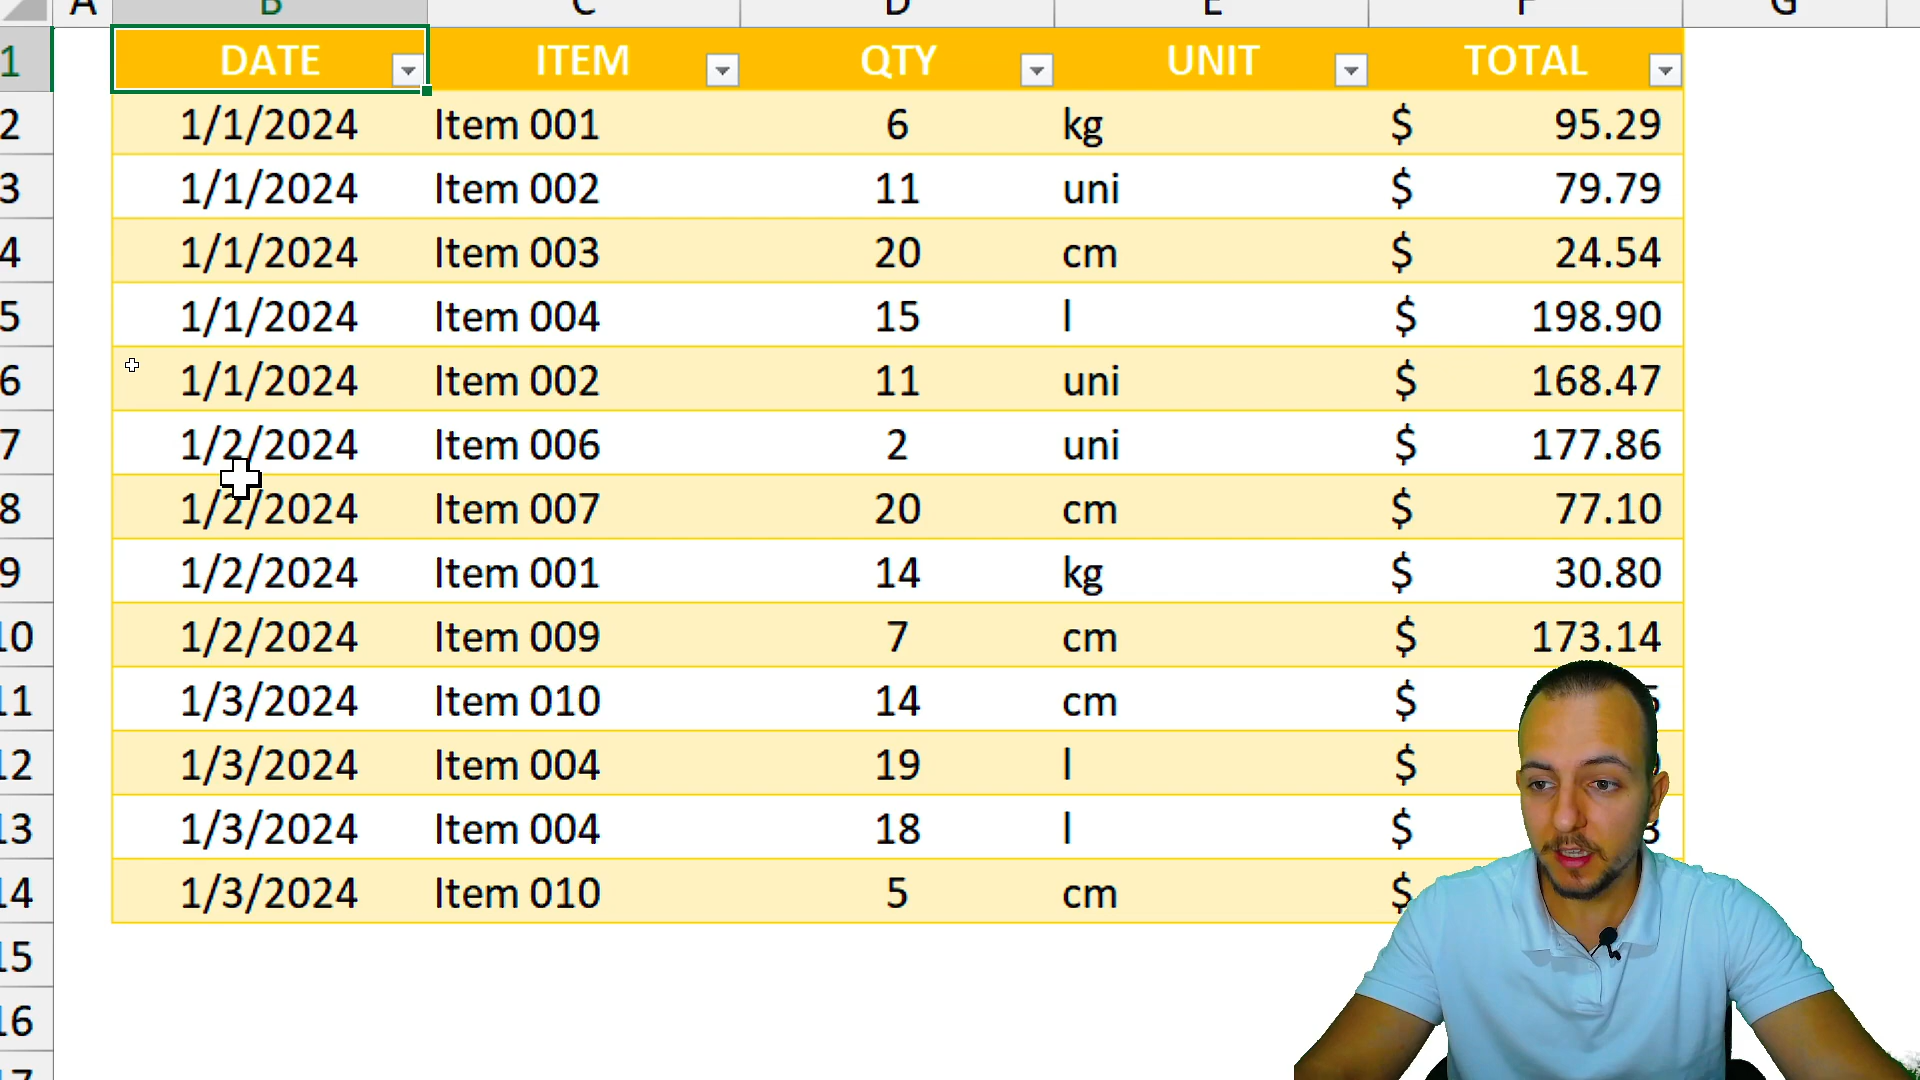 A B C D E F G
1 DATE ITEM QTY UNIT TOTAL
2 1/1/2024 Item 001 6 kg $ 95.29
3 1/1/2024 Item 002 11 uni $ 79.79
4 1/1/2024 Item 003 20 cm $ 24.54
5 1/1/2024 Item 004 15 l $ 198.90
6 1/1/2024 Item 002 11 uni $ 168.47
7 1/2/2024 Item 006 2 uni $ 177.86
8 1/2/2024 Item 007 20 cm $ 77.10
9 1/2/2024 Item 001 14 kg $ 30.80
10 1/2/2024 Item 009 7 cm $ 173.14
11 1/3/2024 Item 010 14 cm $
12 1/3/2024 Item 004 19 l $
13 1/3/2024 Item 004 18 l $
14 1/3/2024 Item 010 5 cm $
15
16
17